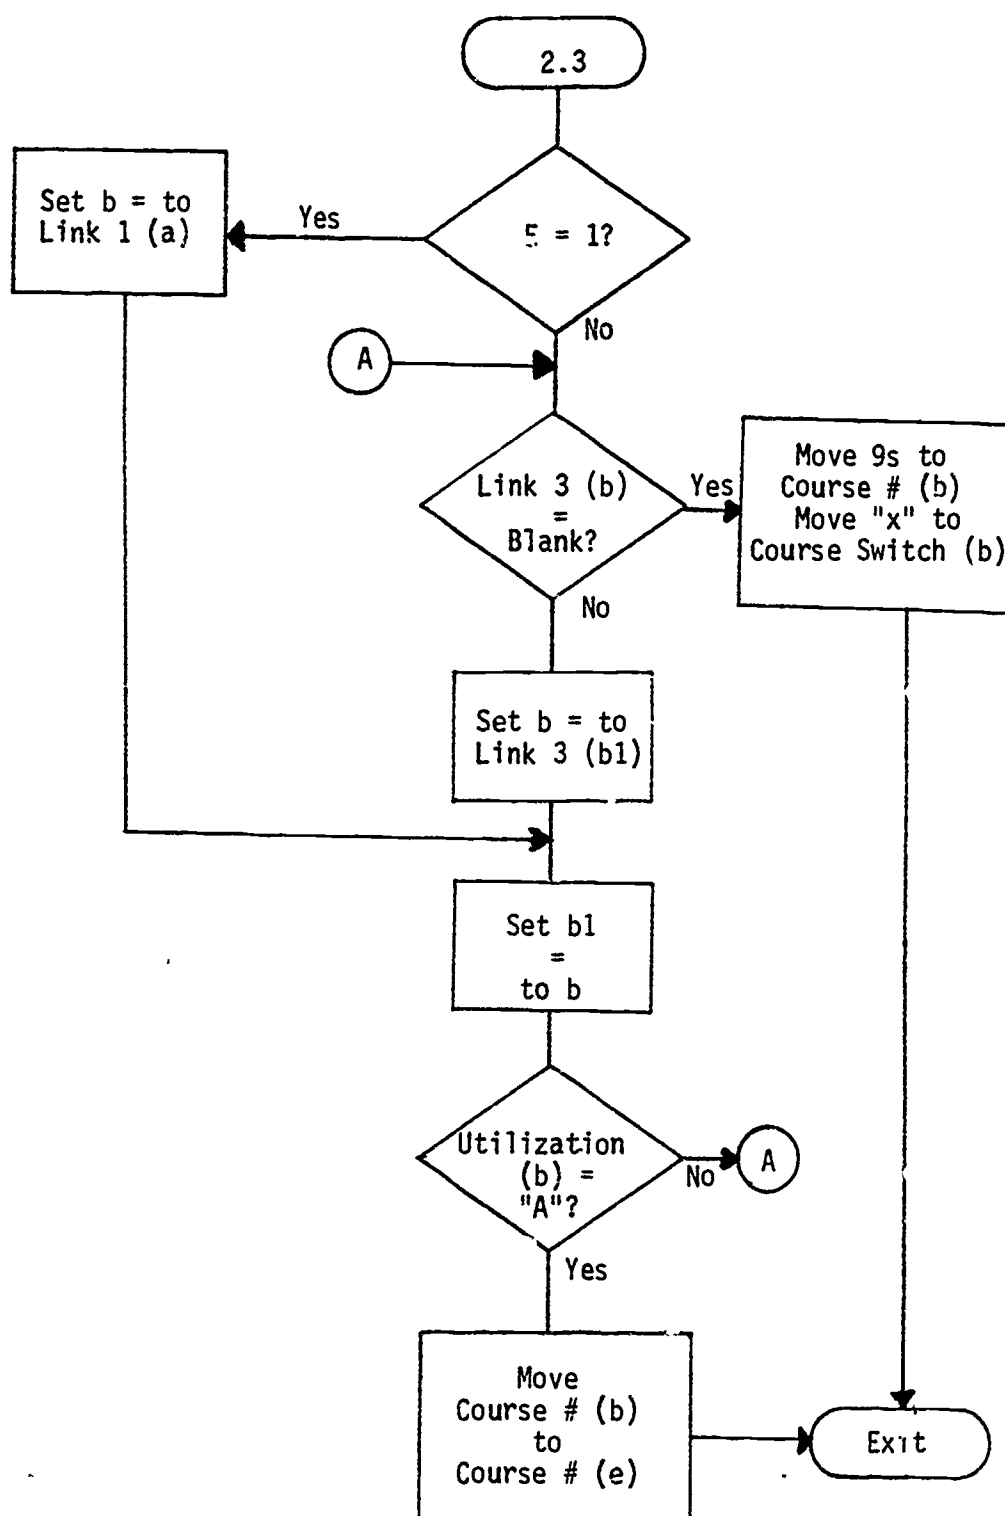 2.3
Set b = to
Link 1 (a)
Yes
5 = 1?
No
A
Link 3 (b)
=
Blank?
Yes
Move 9s to
Course # (b)
Move "x" to
Course Switch (b)
No
Set b = to
Link 3 (b1)
Set b1
=
to b
Utilization
(b) =
"A"?
No
A
Yes
Move
Course # (b)
to
Course # (e)
Exit